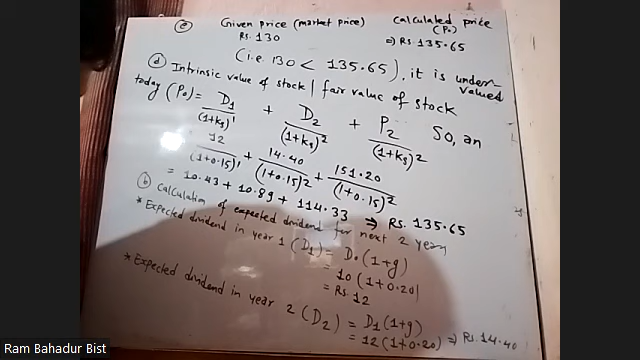 (e) Given price (market price) Calculated price (P₀)
Rs. 130 ⇒ Rs. 135.65
(i.e. 130 < 135.65), it is under-valued
(d) Intrinsic value of stock | fair value of stock
today (P₀) = D₁/(1+ks)¹ + D₂/(1+ks)² + P₂/(1+ks)² So, an
12/(1+0.15)¹ + 14.40/(1+0.15)² + 151.20/(1+0.15)²
= 10.43 + 10.89 + 114.33 ⇒ Rs. 135.65
(b) Calculation of expected dividend for next 2 years
* Expected dividend in year 1 (D₁) = D₀(1+g)
= 10(1+0.20)
= Rs. 12
* Expected dividend in year 2 (D₂) = D₁(1+g)
= 12(1+0.20) ⇒ Rs. 14.40
Ram Bahadur Bist